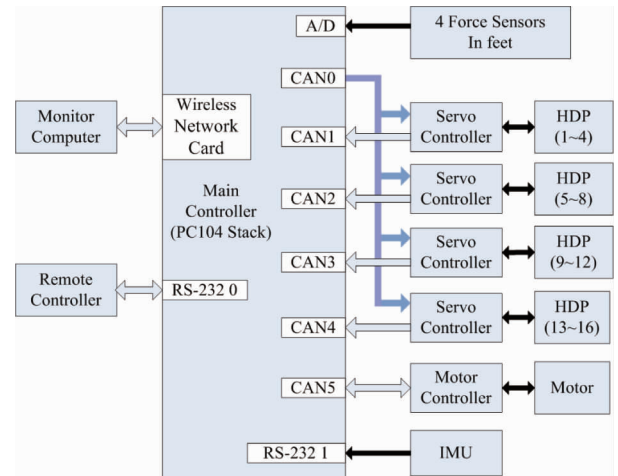 A/D
4 Force Sensors
In feet
CAN0
Monitor
Computer
Wireless
Network
Card
CAN1
Servo
Controller
HDP
(1~4)
Main
Controller
(PC104 Stack)
CAN2
Servo
Controller
HDP
(5~8)
CAN3
Servo
Controller
HDP
(9~12)
Remote
Controller
RS-232 0
CAN4
Servo
Controller
HDP
(13~16)
CAN5
Motor
Controller
Motor
RS-232 1
IMU